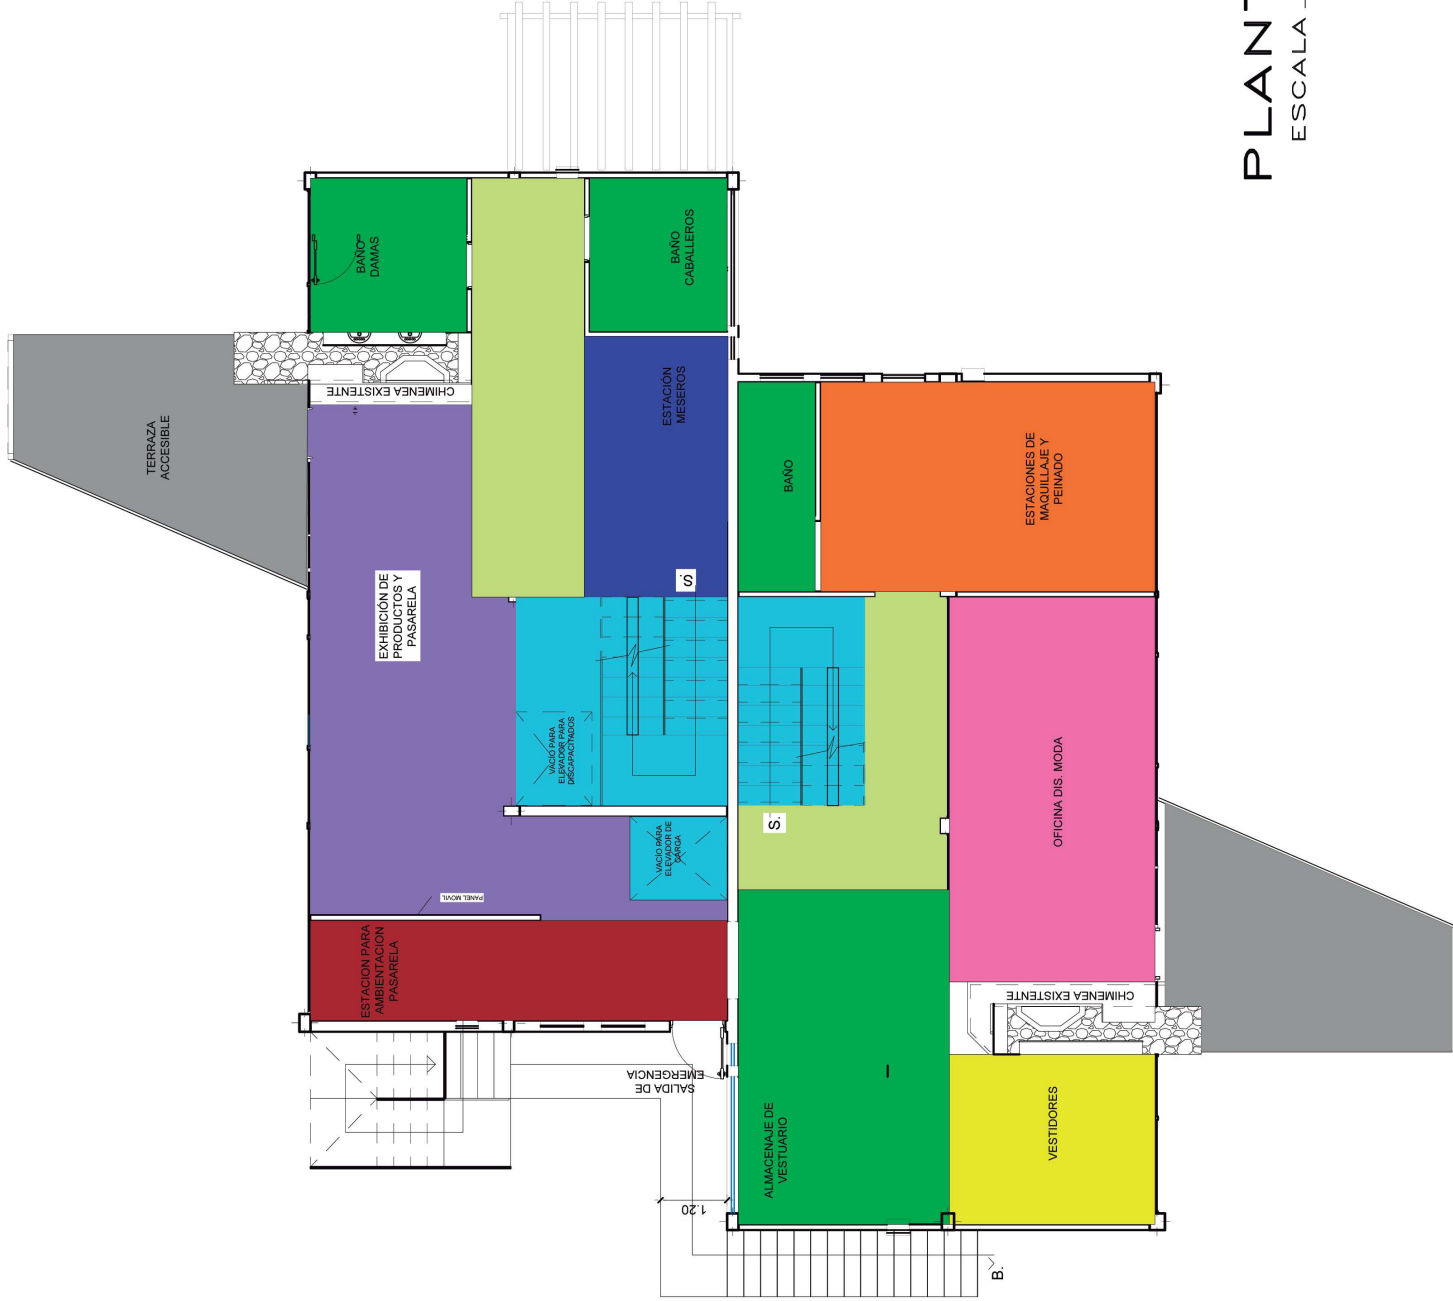 PLANT
ESCALA
BAÑO
DAMAS
BAÑO
CABALLEROS
TERRAZA
ACCESIBLE
CHIMENEA EXISTENTE
ESTACIÓN
MESEROS
BAÑO
ESTACIONES DE
MAQUILLAJE Y
PEINADO
EXHIBICIÓN DE
PRODUCTOS Y
PASARELA
S.
VACIO PARA
ELEVADOR PARA
DISCAPACITADOS
S.
VACIO PARA
ELEVADOR DE
CARGA
OFICINA DIS. MODA
PANEL MOVIL
ESTACION PARA
AMBIENTACION
PASARELA
CHIMENEA EXISTENTE
SALIDA DE
EMERGENCIA
ALMACENAJE DE
VESTUARIO
VESTIDORES
1.20
B.